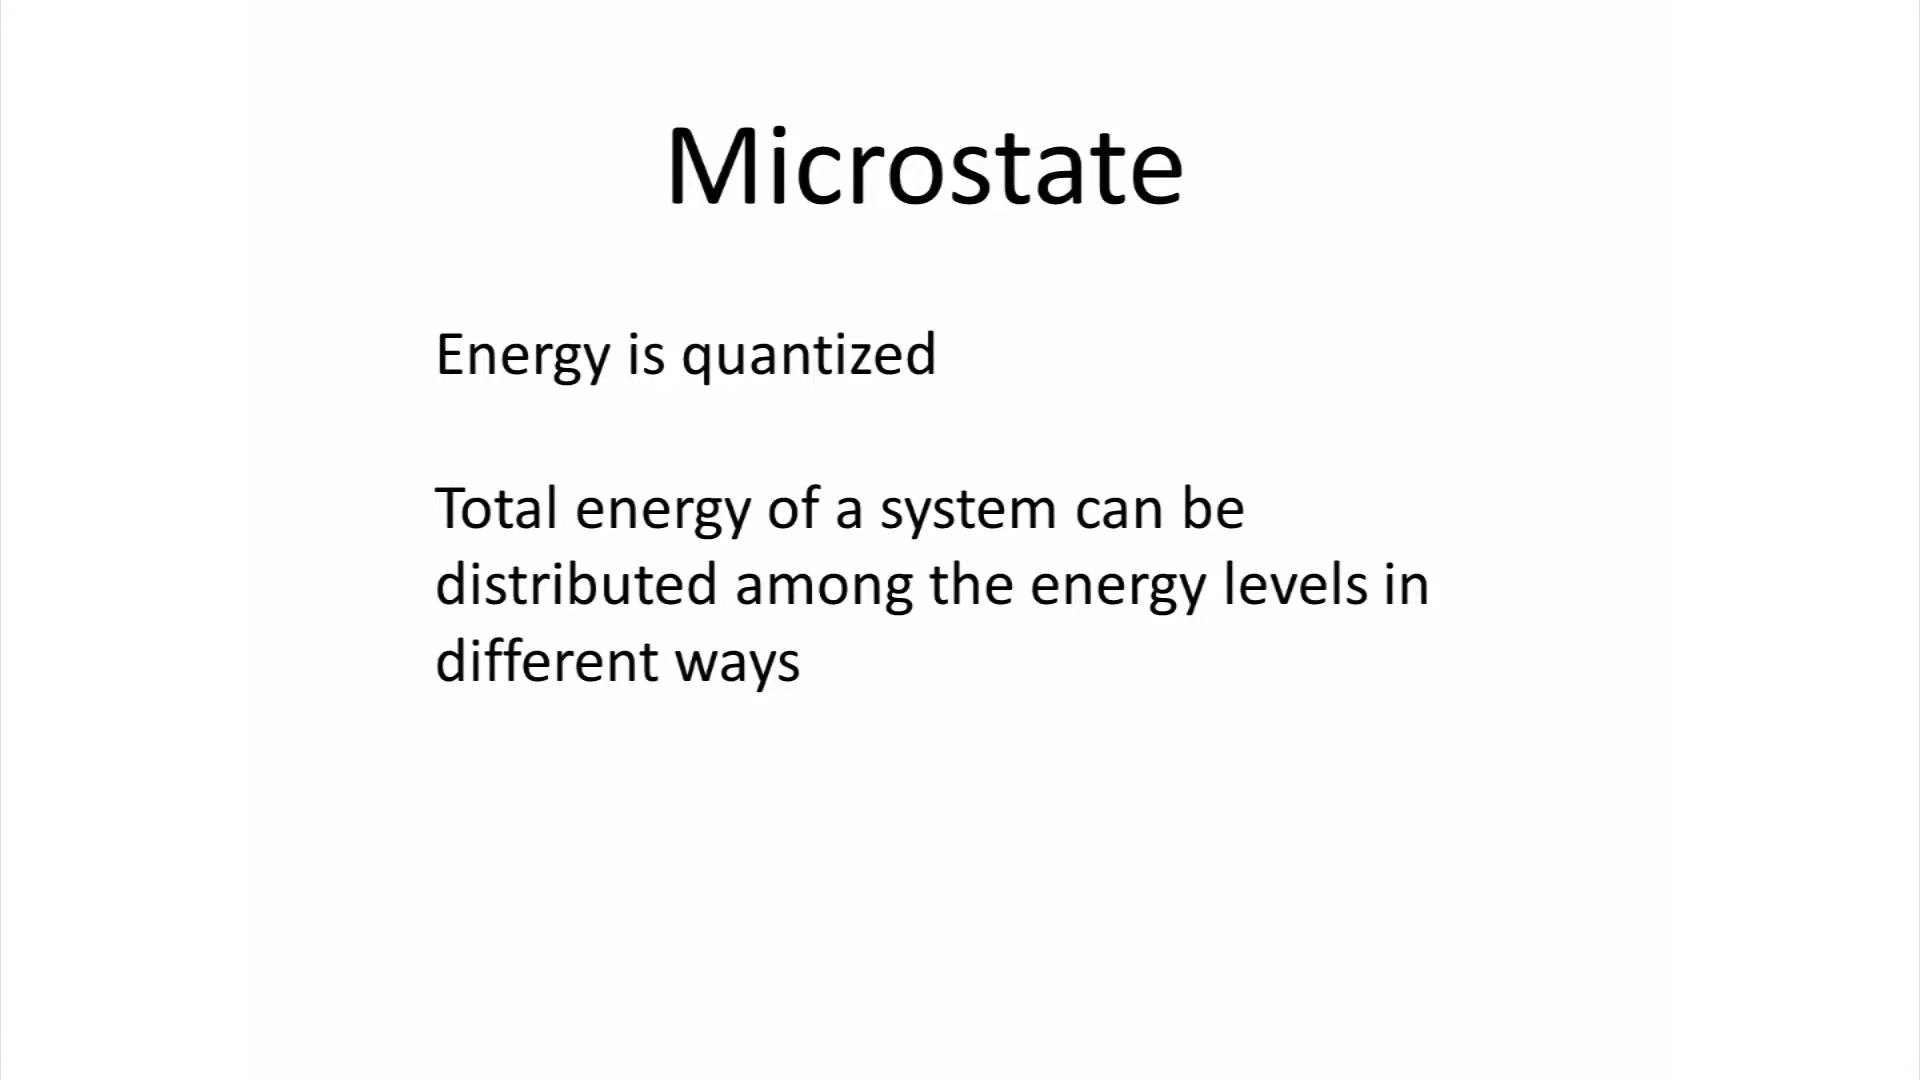 Microstate
Energy is quantized
Total energy of a system can be
distributed among the energy levels in
different ways